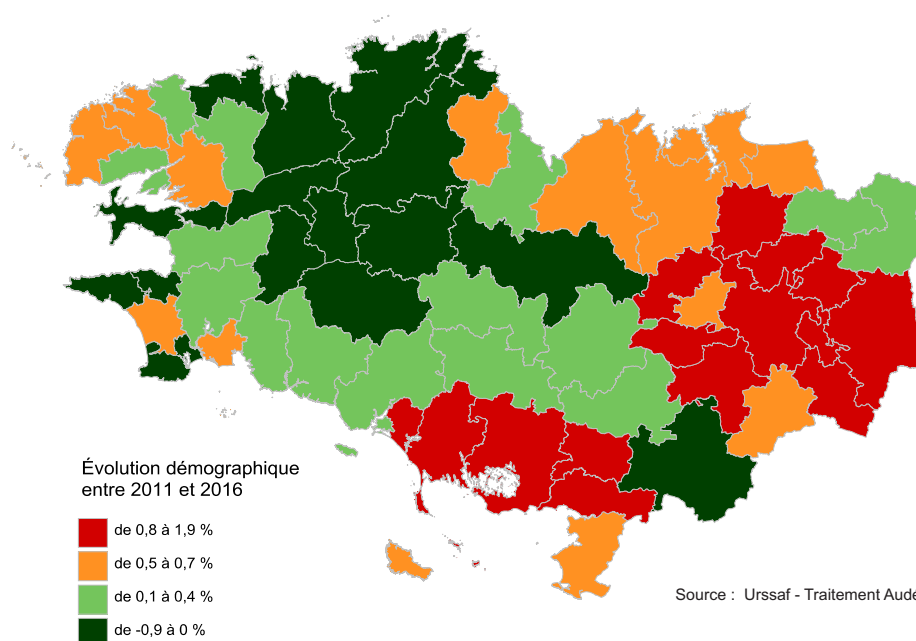 Évolution démographique
entre 2011 et 2016
de 0,8 à 1,9 %
de 0,5 à 0,7 %
de 0,1 à 0,4 %
de -0,9 à 0 %
Source : Urssaf - Traitement Aude